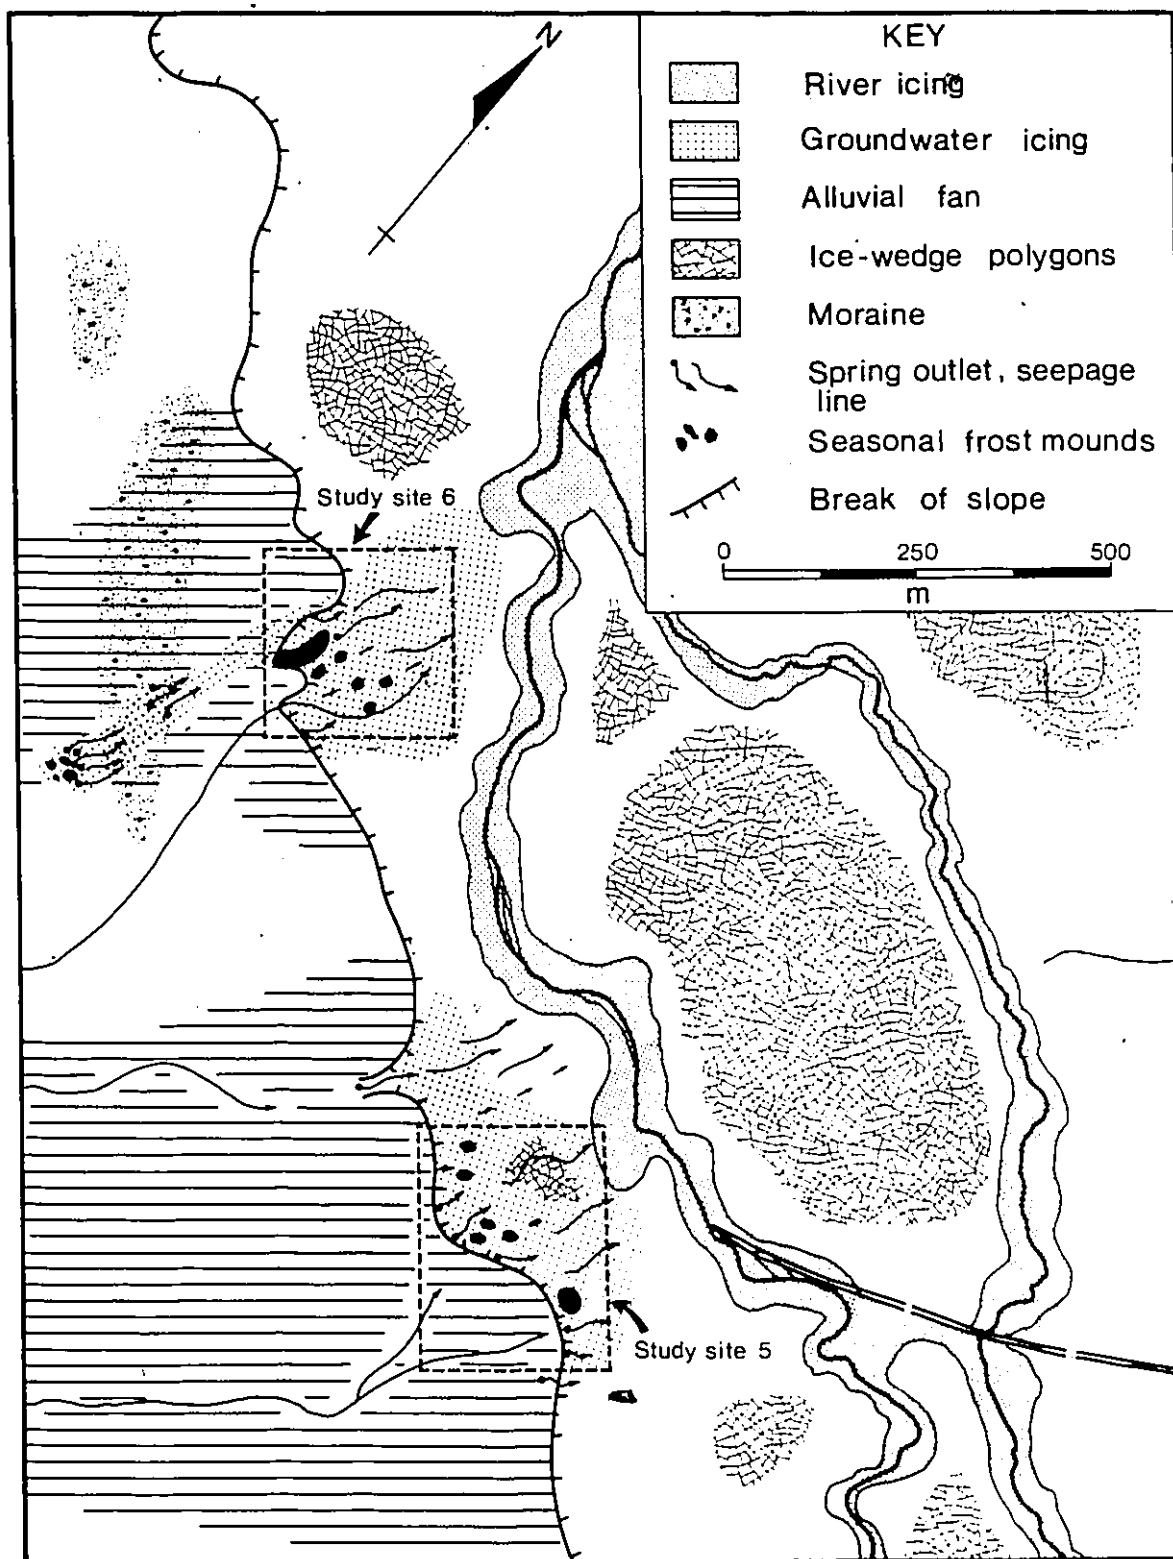 N
KEY
River icing
Groundwater icing
Alluvial fan
Ice-wedge polygons
Moraine
Spring outlet, seepage
line
Seasonal frost mounds
Break of slope
0 250 500
m
Study site 6
Study site 5